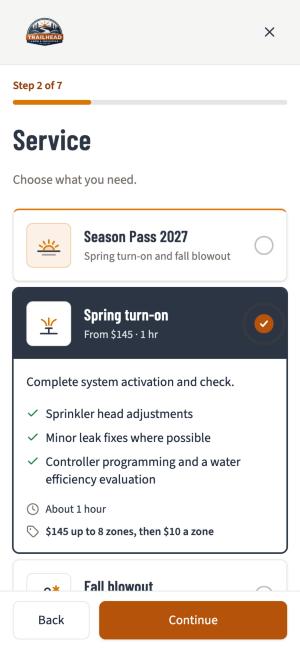 TRAILHEAD
Step 2 of 7
Service
Choose what you need.
Season Pass 2027
Spring turn-on and fall blowout
Spring turn-on
From $145 · 1 hr
Complete system activation and check.
Sprinkler head adjustments
Minor leak fixes where possible
Controller programming and a water
efficiency evaluation
About 1 hour
$145 up to 8 zones, then $10 a zone
Fall blowout
Back
Continue